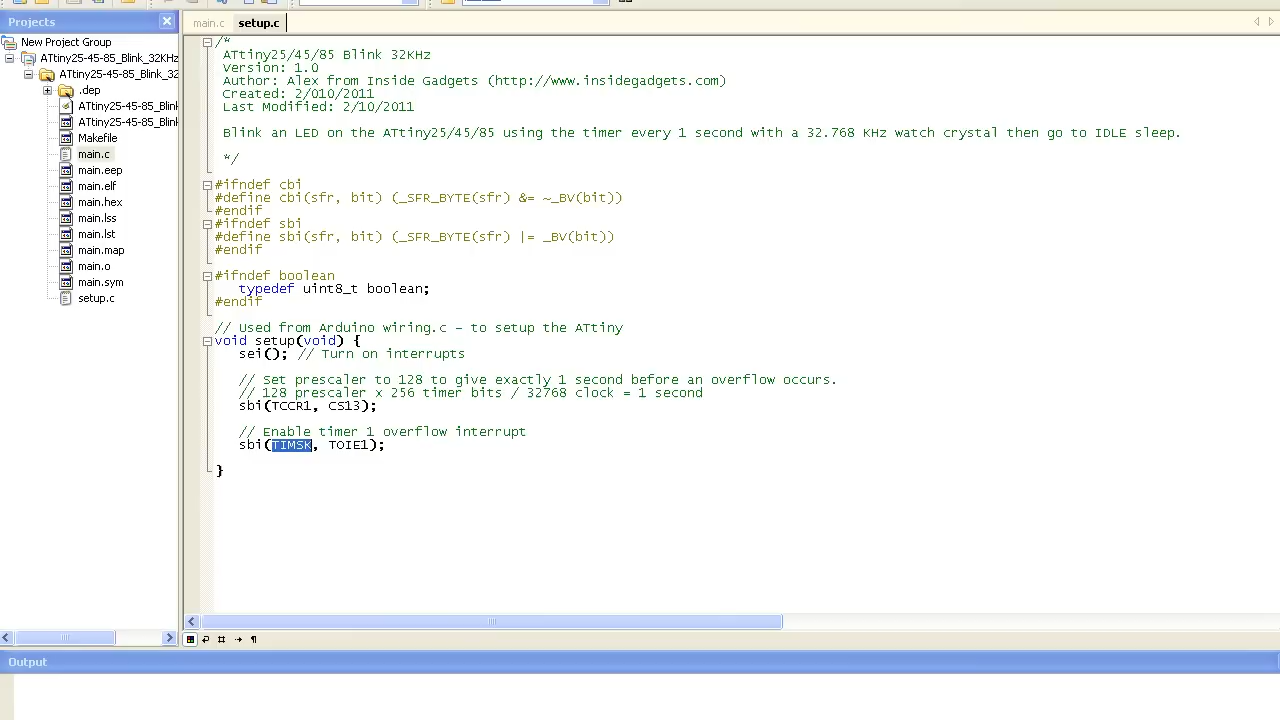 Projects
New Project Group
ATtiny25-45-85_Blink_32KHz
ATtiny25-45-85_Blink_32
.dep
ATtiny25-45-85_Blink
ATtiny25-45-85_Blink
Makefile
main.c
main.eep
main.elf
main.hex
main.lss
main.lst
main.map
main.o
main.sym
setup.c
main.c setup.c
/*
ATtiny25/45/85 Blink 32KHz
Version: 1.0
Author: Alex from Inside Gadgets (http://www.insidegadgets.com)
Created: 2/010/2011
Last Modified: 2/10/2011
Blink an LED on the ATtiny25/45/85 using the timer every 1 second with a 32.768 KHz watch crystal then go to IDLE sleep.
*/
#ifndef cbi
#define cbi(sfr, bit) (_SFR_BYTE(sfr) &= ~_BV(bit))
#endif
#ifndef sbi
#define sbi(sfr, bit) (_SFR_BYTE(sfr) |= _BV(bit))
#endif
#ifndef boolean
typedef uint8_t boolean;
#endif
// Used from Arduino wiring.c - to setup the ATtiny
void setup(void) {
sei(); // Turn on interrupts
// Set prescaler to 128 to give exactly 1 second before an overflow occurs.
// 128 prescaler x 256 timer bits / 32768 clock = 1 second
sbi(TCCR1, CS13);
// Enable timer 1 overflow interrupt
sbi(TIMSK, TOIE1);
}
Output